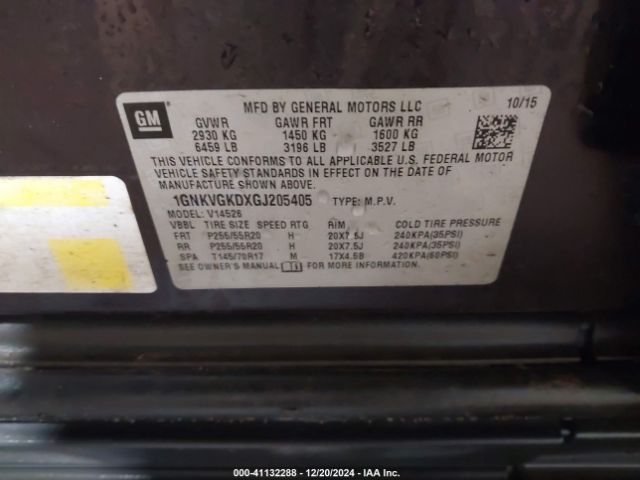 GM
MFD BY GENERAL MOTORS LLC 10/15
GVWR GAWR FRT GAWR RR
2930 KG 1450 KG 1600 KG
6459 LB 3196 LB 3527 LB
THIS VEHICLE CONFORMS TO ALL APPLICABLE U.S. FEDERAL MOTOR
VEHICLE SAFETY STANDARDS IN EFFECT ON THE DATE OF
MANUFACTURE SHOWN ABOVE.
1GNKVGKDXGJ205405 TYPE: M.P.V.
MODEL: V14526
VBBL TIRE SIZE SPEED RTG RIM COLD TIRE PRESSURE
FRT P255/55R20 H 20X7.5J 240KPA(35PSI)
RR P255/55R20 H 20X7.5J 240KPA(35PSI)
SPA T145/70R17 M 17X4.5B 420KPA(60PSI)
SEE OWNER'S MANUAL FOR MORE INFORMATION.
000-41132288 - 12/20/2024 - IAA Inc.